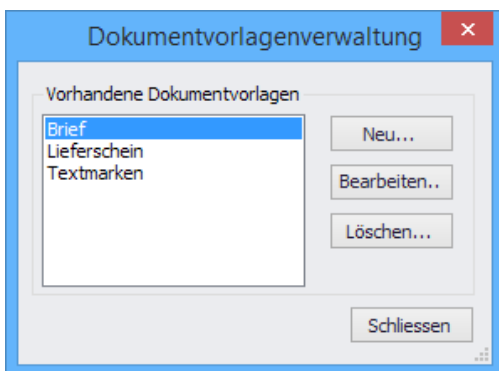 Dokumentvorlagenverwaltung
Vorhandene Dokumentvorlagen
Brief
Lieferschein
Textmarken
Neu...
Bearbeiten..
Löschen...
Schliessen